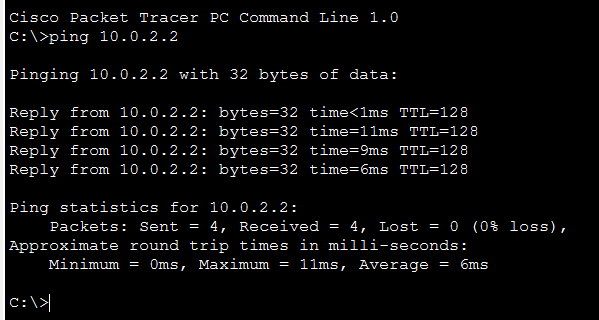 Cisco Packet Tracer PC Command Line 1.0
C:\>ping 10.0.2.2
Pinging 10.0.2.2 with 32 bytes of data:
Reply from 10.0.2.2: bytes=32 time<1ms TTL=128
Reply from 10.0.2.2: bytes=32 time=11ms TTL=128
Reply from 10.0.2.2: bytes=32 time=9ms TTL=128
Reply from 10.0.2.2: bytes=32 time=6ms TTL=128
Ping statistics for 10.0.2.2:
    Packets: Sent = 4, Received = 4, Lost = 0 (0% loss),
Approximate round trip times in milli-seconds:
    Minimum = 0ms, Maximum = 11ms, Average = 6ms
C:\>